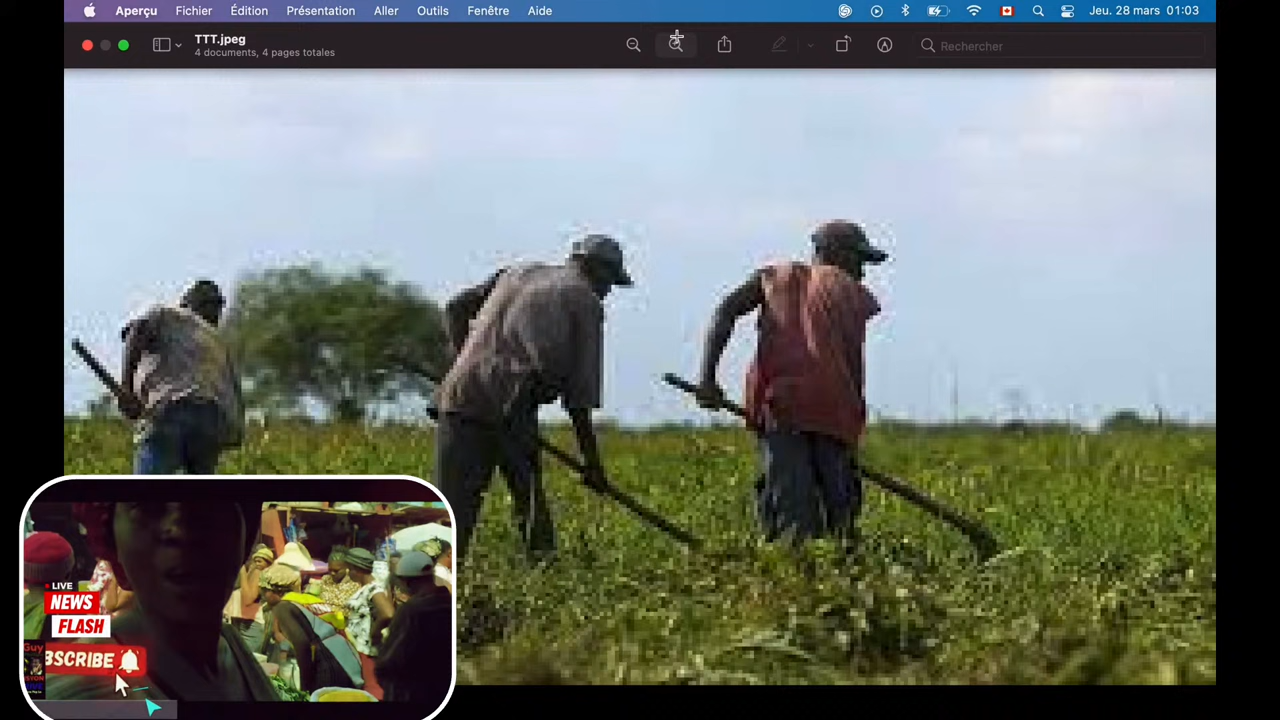 Aperçu Fichier Édition Présentation Aller Outils Fenêtre Aide Jeu. 28 mars 01:03
TTT.jpeg
4 documents, 4 pages totales
Rechercher
LIVE
NEWS
FLASH
Guy
BSCRIBE